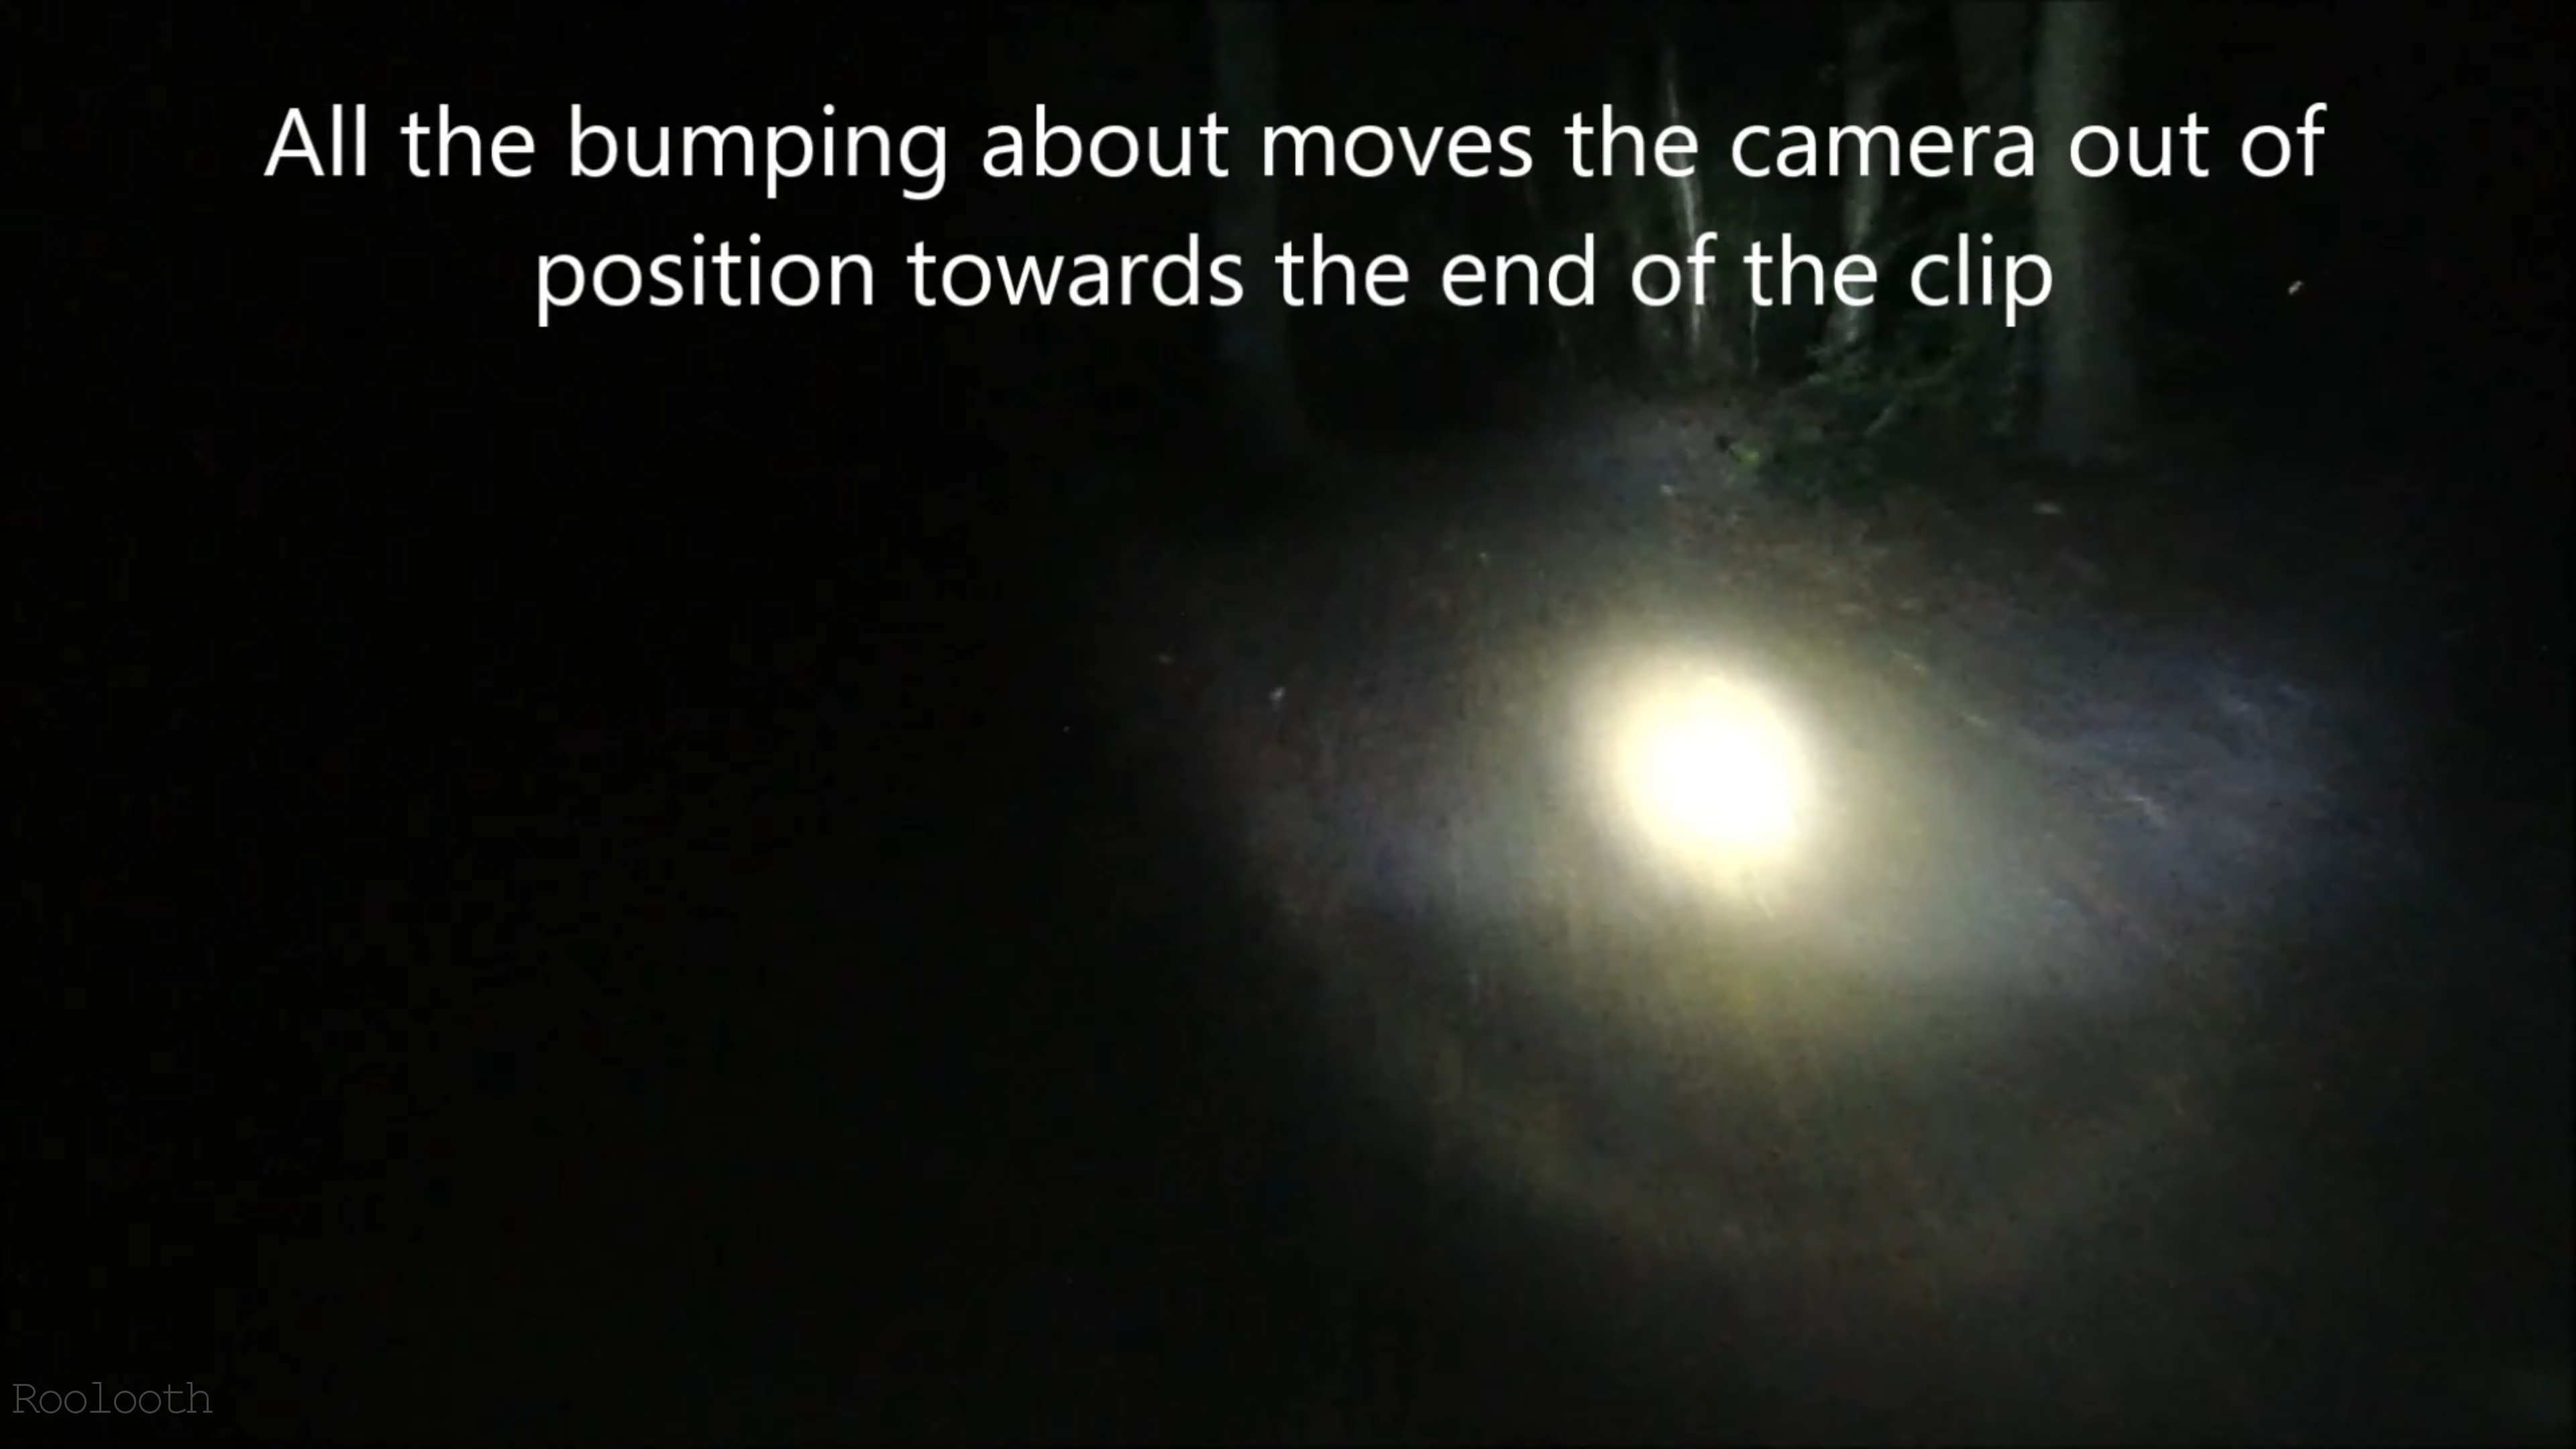 All the bumping about moves the camera out of
position towards the end of the clip
Roolooth